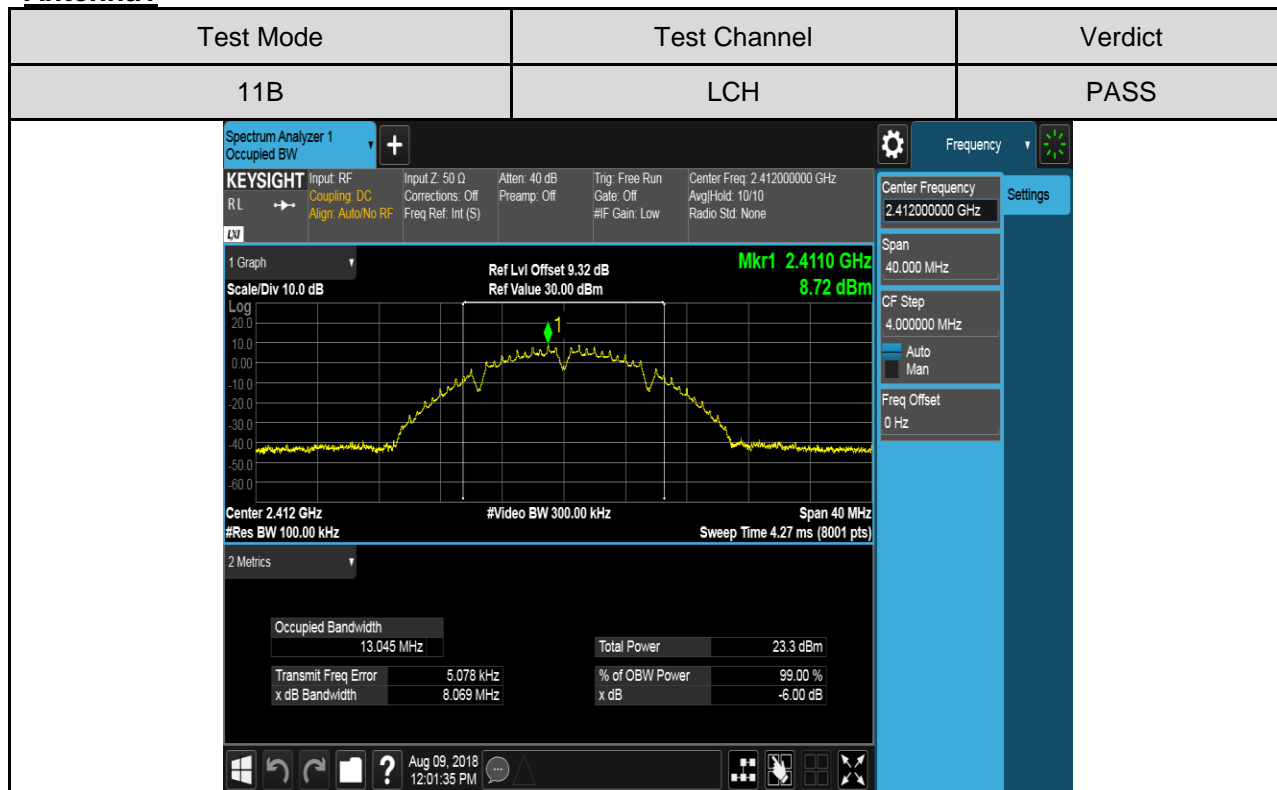 Test Mode Test Channel Verdict
11B LCH PASS
Spectrum Analyzer 1
Occupied BW
+
Frequency
KEYSIGHT
RL
LXI
Input: RF
Coupling: DC
Align: Auto/No RF
Input Z: 50 Ω
Corrections: Off
Freq Ref: Int (S)
Atten: 40 dB
Preamp: Off
Trig: Free Run
Gate: Off
#IF Gain: Low
Center Freq: 2.412000000 GHz
Avg|Hold: 10/10
Radio Std: None
1 Graph
Scale/Div 10.0 dB
Ref Lvl Offset 9.32 dB
Ref Value 30.00 dBm
Mkr1 2.4110 GHz
8.72 dBm
Log
20.0
10.0
0.00
-10.0
-20.0
-30.0
-40.0
-50.0
-60.0
1
Center 2.412 GHz #Video BW 300.00 kHz Span 40 MHz
#Res BW 100.00 kHz Sweep Time 4.27 ms (8001 pts)
2 Metrics
Occupied Bandwidth
13.045 MHz
Total Power 23.3 dBm
Transmit Freq Error 5.078 kHz % of OBW Power 99.00 %
x dB Bandwidth 8.069 MHz x dB -6.00 dB
Center Frequency
2.412000000 GHz
Settings
Span
40.000 MHz
CF Step
4.000000 MHz
Auto
Man
Freq Offset
0 Hz
?
Aug 09, 2018
12:01:35 PM